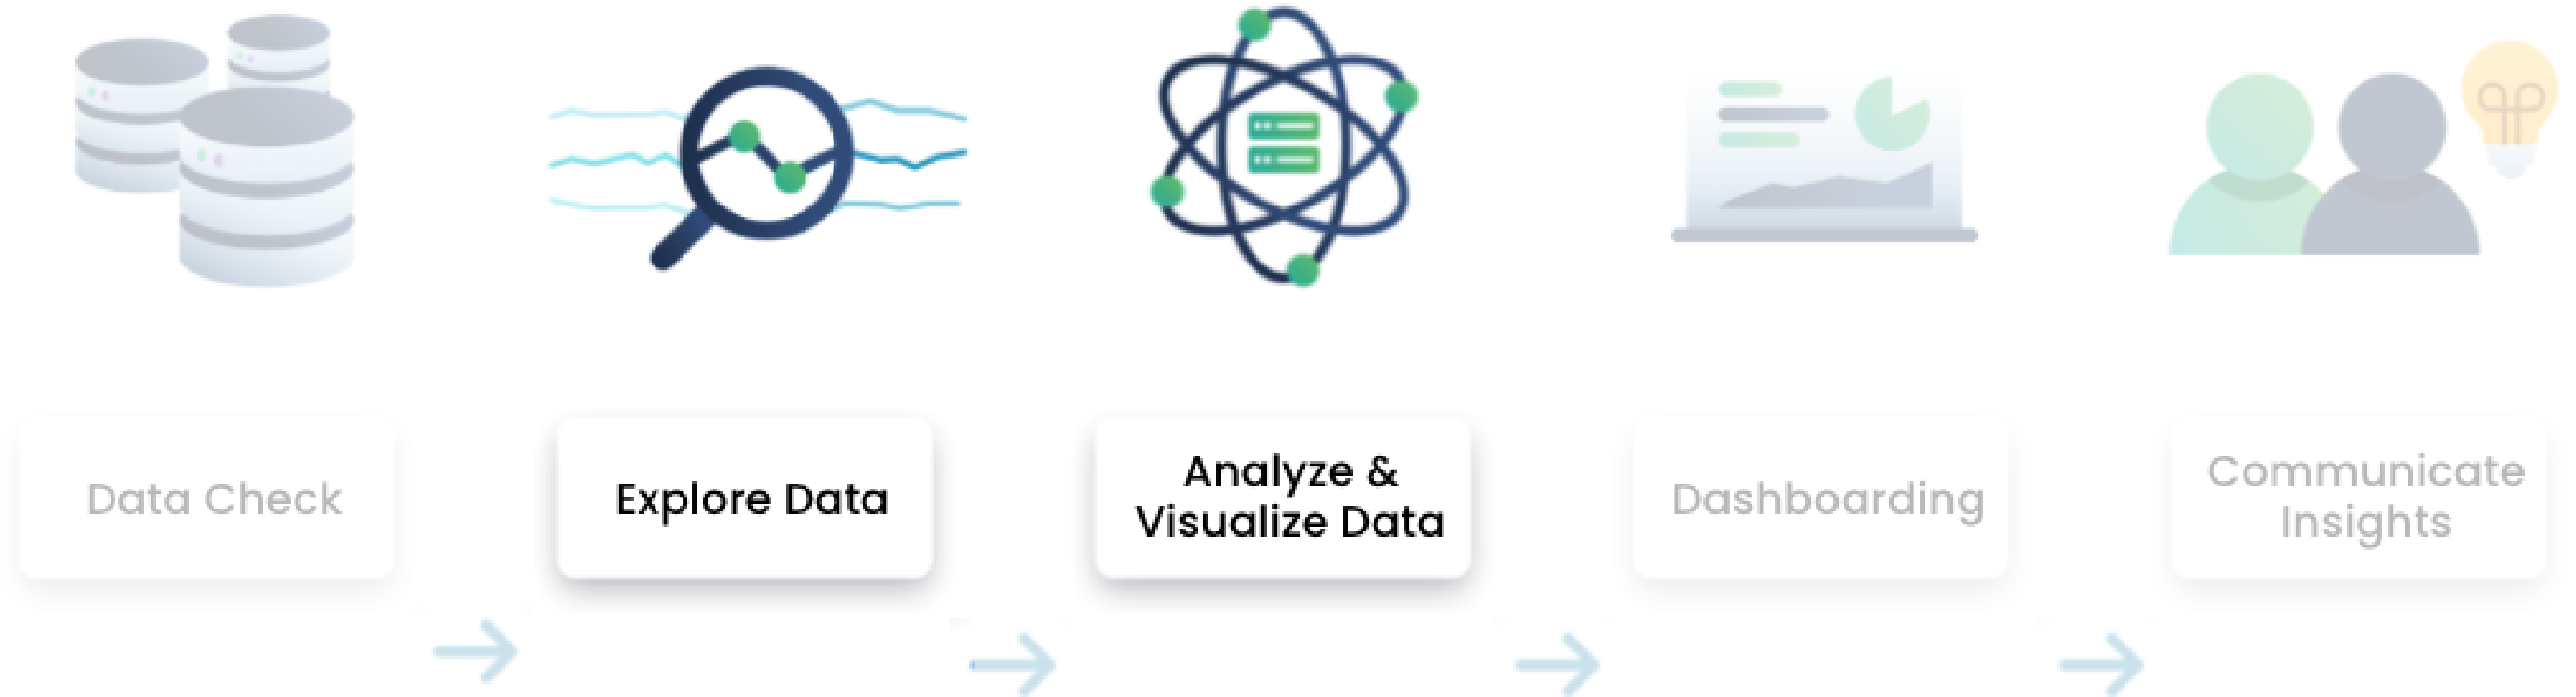 Data Check
Explore Data
Analyze &
Visualize Data
Dashboarding
Communicate
Insights